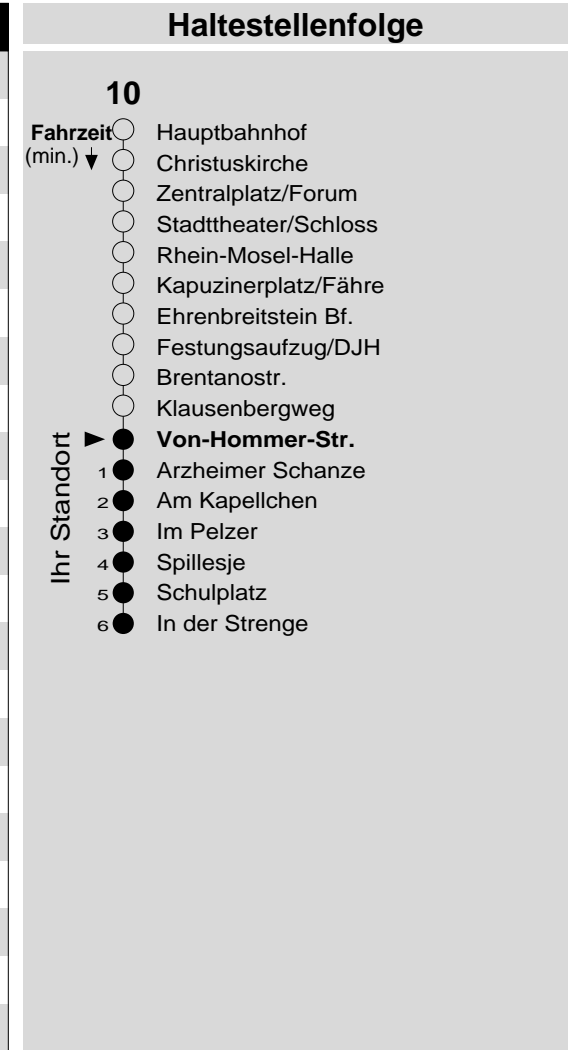 Haltestellenfolge
10
Fahrzeit Hauptbahnhof
(min.) Christuskirche
Zentralplatz/Forum
Stadttheater/Schloss
Rhein-Mosel-Halle
Kapuzinerplatz/Fähre
Ehrenbreitstein Bf.
Festungsaufzug/DJH
Brentanostr.
Klausenbergweg
Ihr Standort
Von-Hommer-Str.
1 Arzheimer Schanze
2 Am Kapellchen
3 Im Pelzer
4 Spillesje
5 Schulplatz
6 In der Strenge